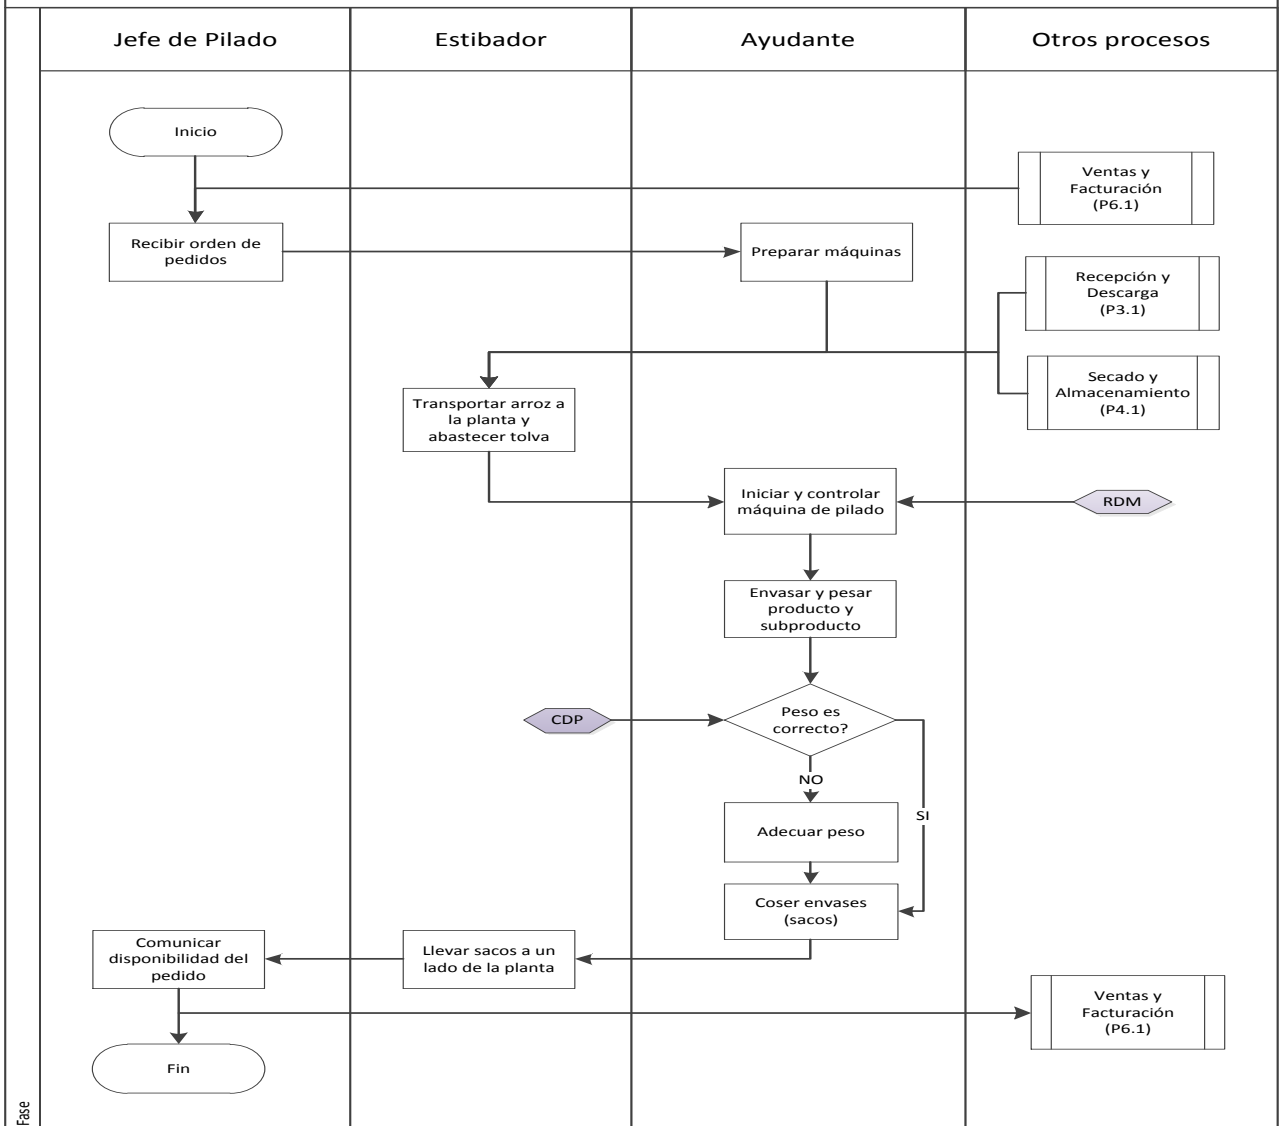 Jefe de Pilado
Estibador
Ayudante
Otros procesos
Inicio
Ventas y
Facturación
(P6.1)
Recibir orden de
pedidos
Preparar máquinas
Recepción y
Descarga
(P3.1)
Secado y
Almacenamiento
(P4.1)
Transportar arroz a
la planta y
abastecer tolva
Iniciar y controlar
máquina de pilado
RDM
Envasar y pesar
producto y
subproducto
CDP
Peso es
correcto?
NO
SI
Adecuar peso
Coser envases
(sacos)
Llevar sacos a un
lado de la planta
Comunicar
disponibilidad del
pedido
Ventas y
Facturación
(P6.1)
Fin
Fase